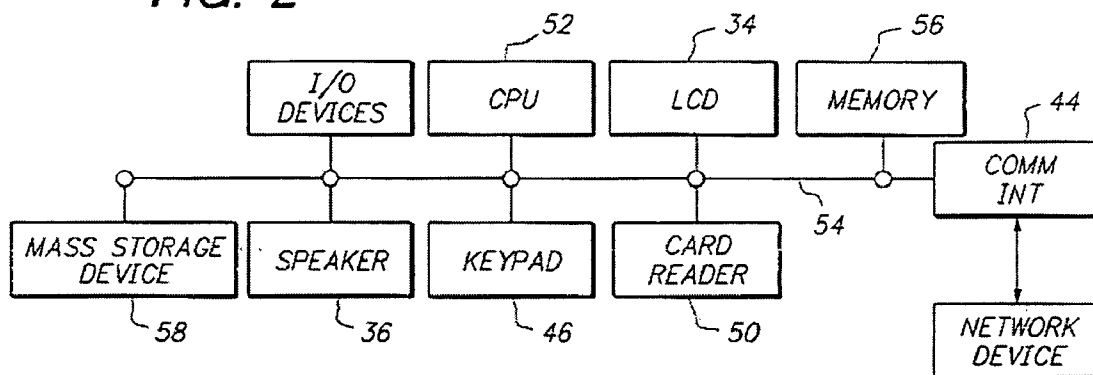 FIG. 2
52
34
56
I/O
DEVICES
CPU
LCD
MEMORY
44
COMM
INT
54
MASS STORAGE
DEVICE
SPEAKER
KEYPAD
CARD
READER
58
36
46
50
NETWORK
DEVICE